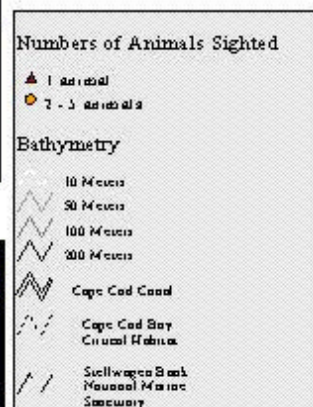 Numbers of Animals Sighted
1 animal
2 - 5 animals
Bathymetry
10 Meters
50 Meters
100 Meters
200 Meters
Cape Cod Canal
Cape Cod Bay
Critical Habitat
Stellwagen Bank
National Marine
Sanctuary